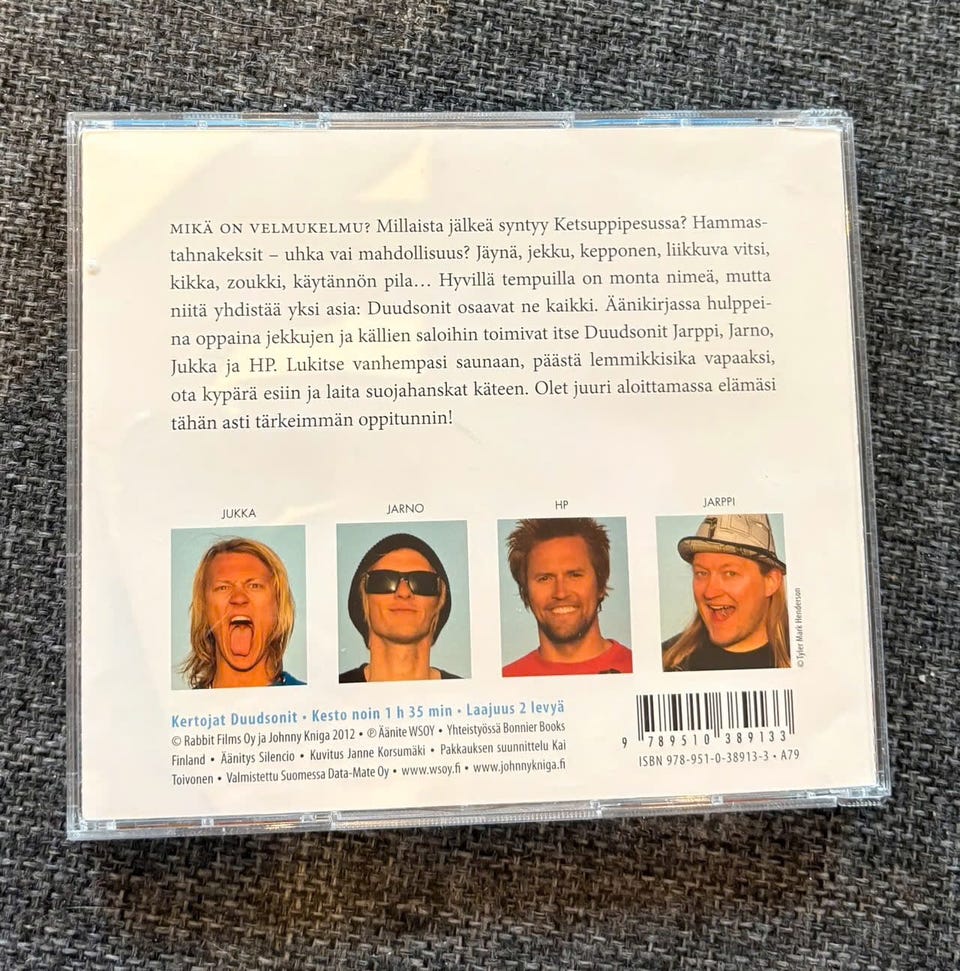 MIKÄ ON VELMUKELMU? Millaista jälkeä syntyy Ketsuppipesussa? Hammas-
tahnakeksit – uhka vai mahdollisuus? Jäynä, jekku, kepponen, liikkuva vitsi,
kikka, zoukki, käytännön pila... Hyvillä tempuilla on monta nimeä, mutta
niitä yhdistää yksi asia: Duudsonit osaavat ne kaikki. Äänikirjassa hulppei-
na oppaina jekkujen ja källien saloihin toimivat itse Duudsonit Jarppi, Jarno,
Jukka ja HP. Lukitse vanhempasi saunaan, päästä lemmikkisika vapaaksi,
ota kypärä esiin ja laita suojahanskat käteen. Olet juuri aloittamassa elämäsi
tähän asti tärkeimmän oppitunnin!
JUKKA
JARNO
HP
JARPPI
© Tyler Mark Henderson
Kertojat Duudsonit • Kesto noin 1 h 35 min • Laajuus 2 levyä
© Rabbit Films Oy ja Johnny Kniga 2012 • ℗ Äänite WSOY • Yhteistyössä Bonnier Books
Finland • Äänitys Silencio • Kuvitus Janne Korsumäki • Pakkauksen suunnittelu Kai
Toivonen • Valmistettu Suomessa Data-Mate Oy • www.wsoy.fi • www.johnnykniga.fi
9 789510 389133
ISBN 978-951-0-38913-3 • A79